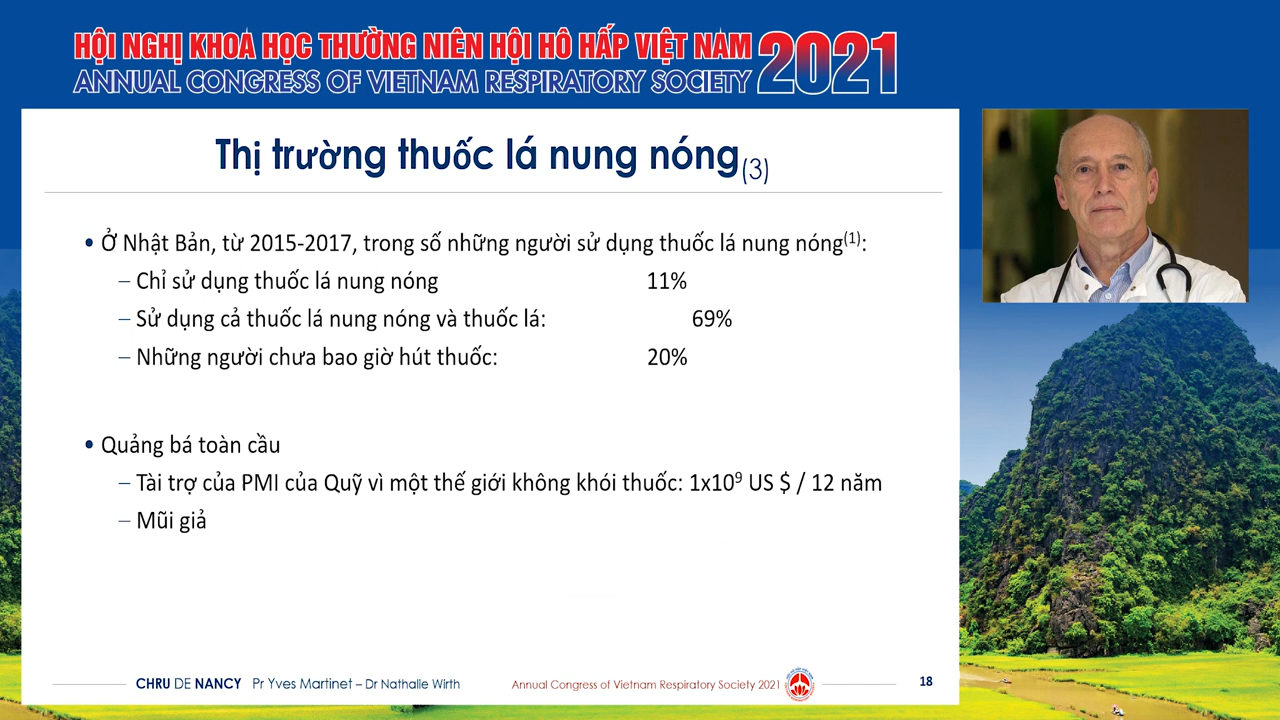 HỘI NGHỊ KHOA HỌC THƯỜNG NIÊN HỘI HÔ HẤP VIỆT NAM 2021
ANNUAL CONGRESS OF VIETNAM RESPIRATORY SOCIETY
Thị trường thuốc lá nung nóng(3)
• Ở Nhật Bản, từ 2015-2017, trong số những người sử dụng thuốc lá nung nóng(1):
– Chỉ sử dụng thuốc lá nung nóng 11%
– Sử dụng cả thuốc lá nung nóng và thuốc lá: 69%
– Những người chưa bao giờ hút thuốc: 20%
• Quảng bá toàn cầu
– Tài trợ của PMI của Quỹ vì một thế giới không khói thuốc: 1x10⁹ US $ / 12 năm
– Mũi giả
CHRU DE NANCY Pr Yves Martinet – Dr Nathalie Wirth Annual Congress of Vietnam Respiratory Society 2021 18